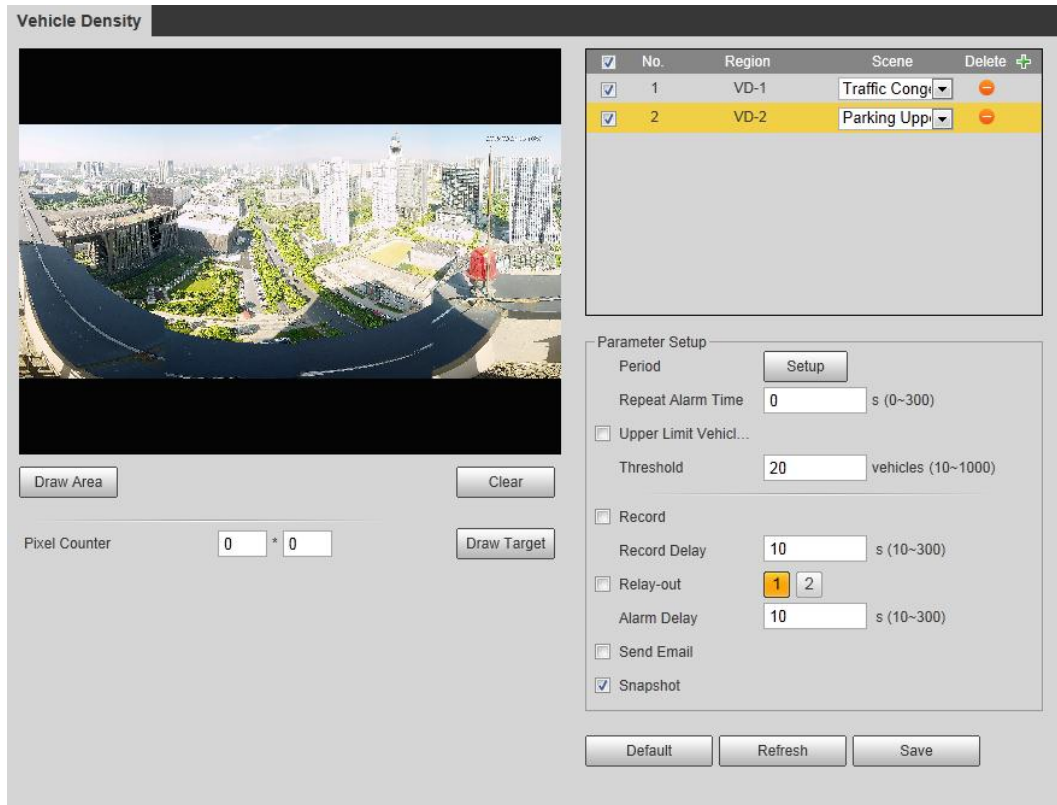 Vehicle Density
No. Region Scene Delete
1 VD-1 Traffic Cong
2 VD-2 Parking Upp
Parameter Setup
Period Setup
Repeat Alarm Time 0 s (0~300)
Upper Limit Vehicl...
Threshold 20 vehicles (10~1000)
Draw Area Clear
Pixel Counter 0 * 0 Draw Target
Record
Record Delay 10 s (10~300)
Relay-out 1 2
Alarm Delay 10 s (10~300)
Send Email
Snapshot
Default Refresh Save